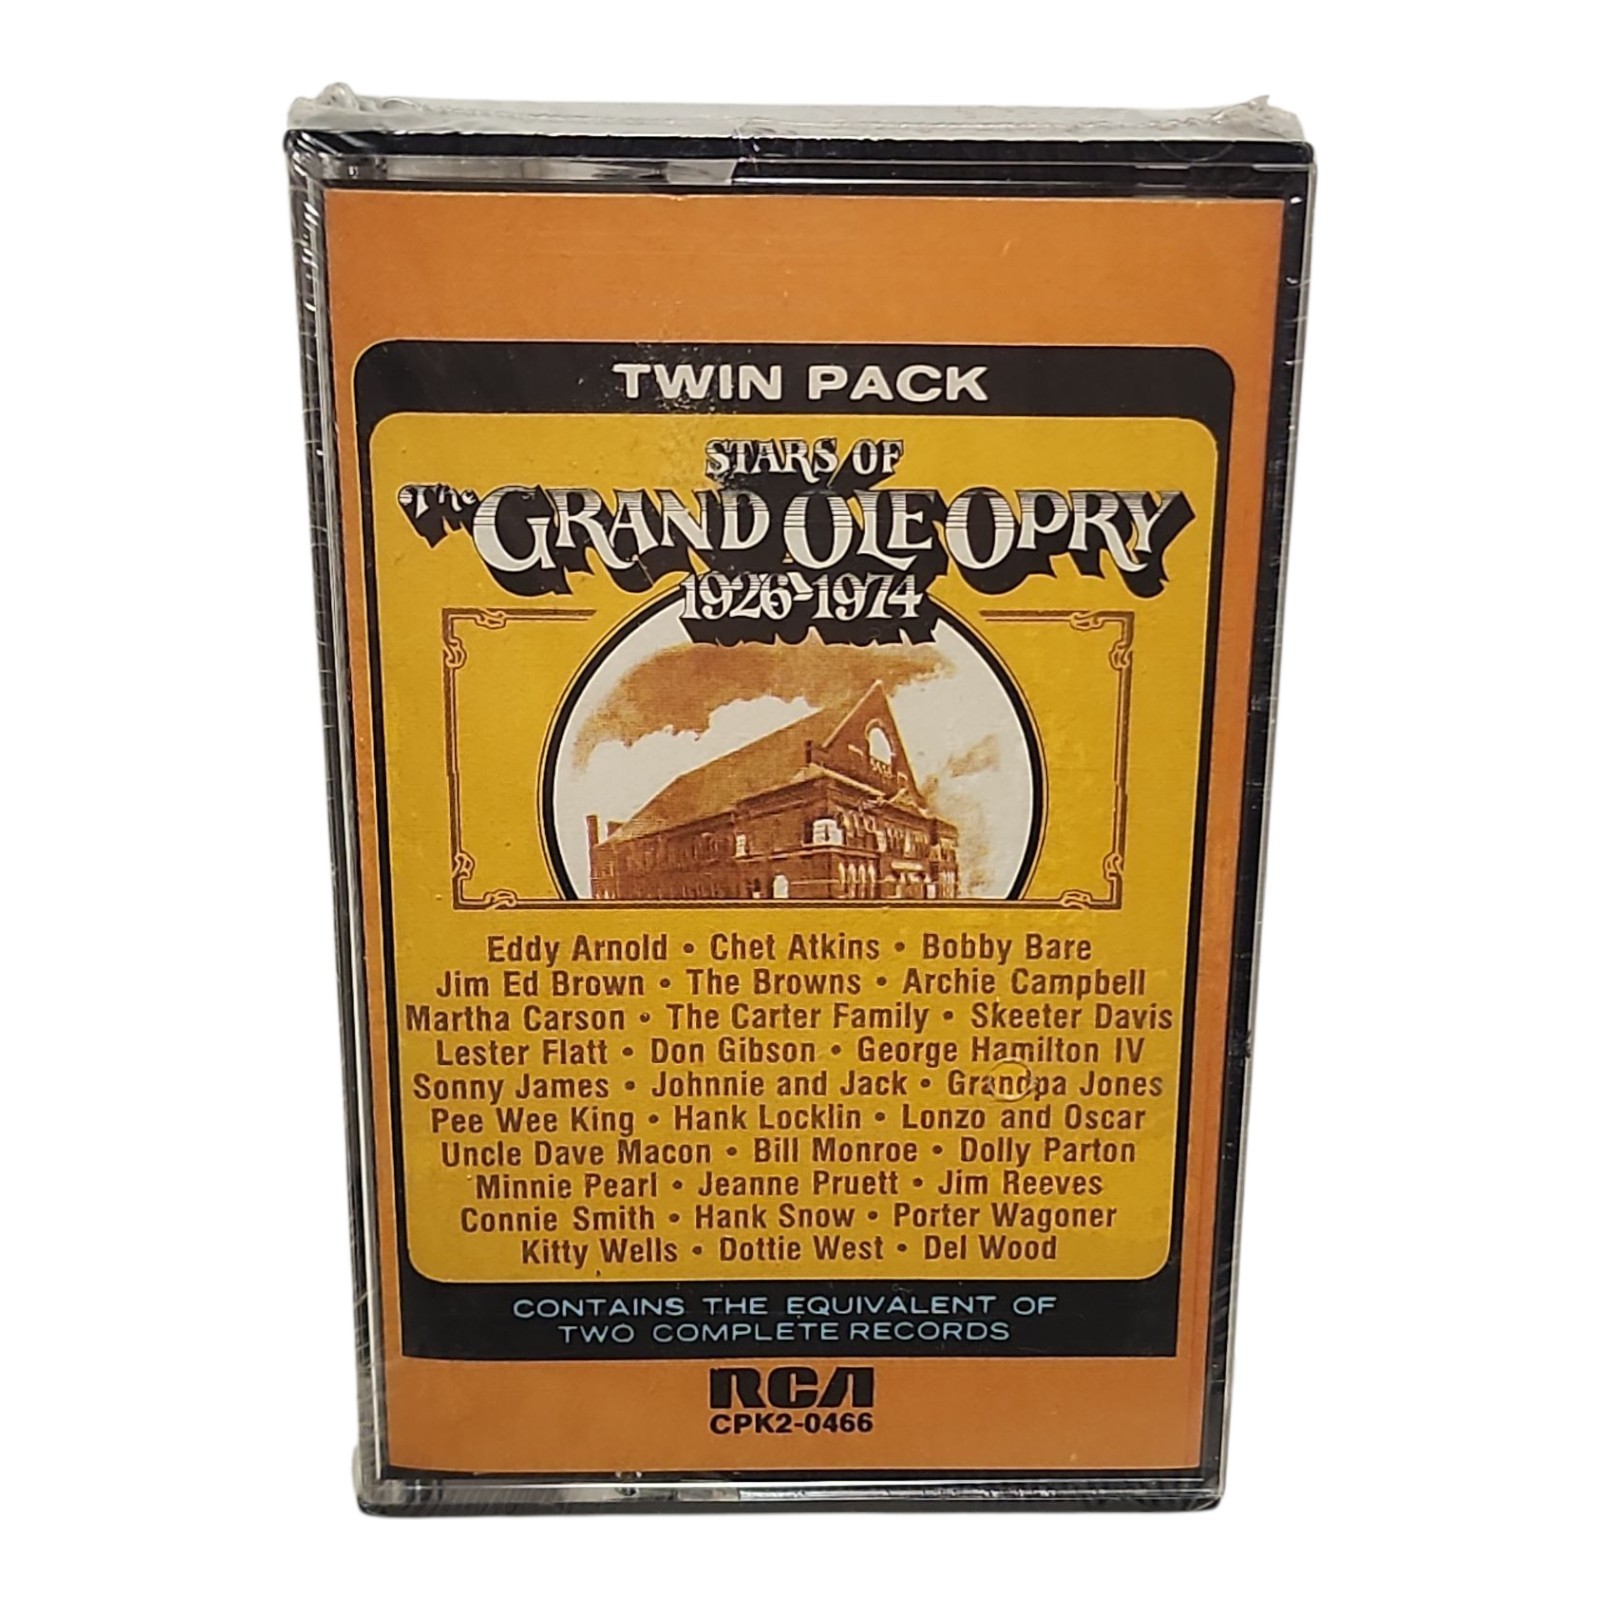 TWIN PACK
STARS OF
The GRAND OLE OPRY
1926-1974
Eddy Arnold • Chet Atkins • Bobby Bare
Jim Ed Brown • The Browns • Archie Campbell
Martha Carson • The Carter Family • Skeeter Davis
Lester Flatt • Don Gibson • George Hamilton IV
Sonny James • Johnnie and Jack • Grandpa Jones
Pee Wee King • Hank Locklin • Lonzo and Oscar
Uncle Dave Macon • Bill Monroe • Dolly Parton
Minnie Pearl • Jeanne Pruett • Jim Reeves
Connie Smith • Hank Snow • Porter Wagoner
Kitty Wells • Dottie West • Del Wood
CONTAINS THE EQUIVALENT OF
TWO COMPLETE RECORDS
RCA
CPK2-0466